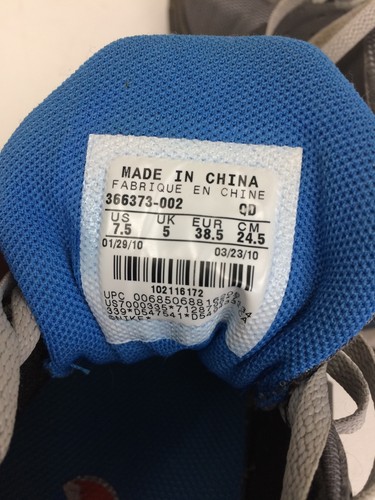 MADE IN CHINA
FABRIQUE EN CHINE
366373-002 QD
US UK EUR CM
7.5 5 38.5 24.5
01/29/10 03/23/10
102116172
UPC